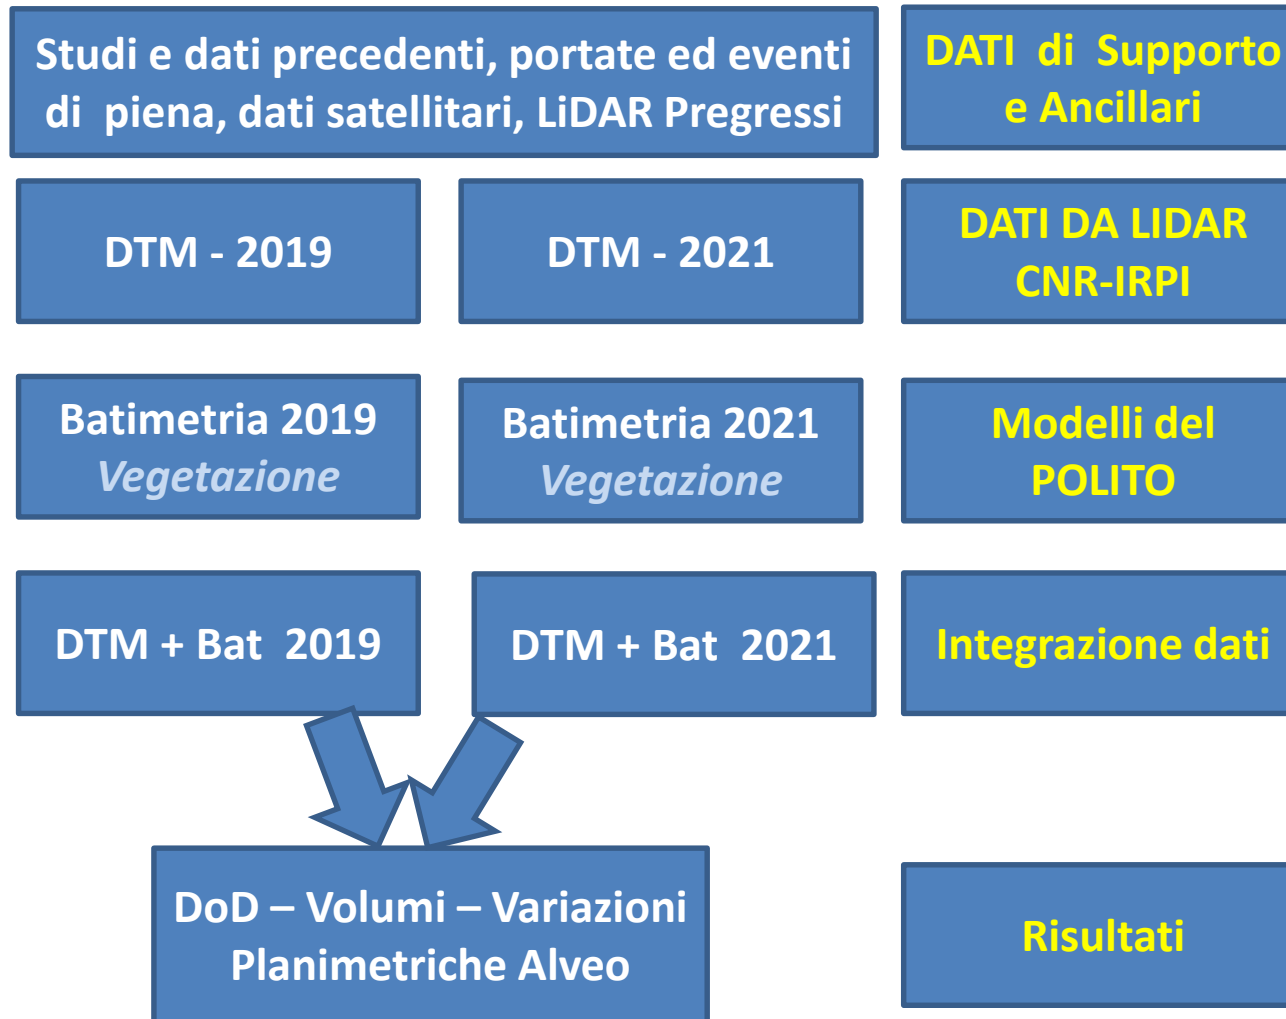 Studi e dati precedenti, portate ed eventi
di piena, dati satellitari, LiDAR Pregressi
DATI di Supporto
e Ancillari
DTM - 2019
DTM - 2021
DATI DA LIDAR
CNR-IRPI
Batimetria 2019
Vegetazione
Batimetria 2021
Vegetazione
Modelli del
POLITO
DTM + Bat 2019
DTM + Bat 2021
Integrazione dati
DoD – Volumi – Variazioni
Planimetriche Alveo
Risultati